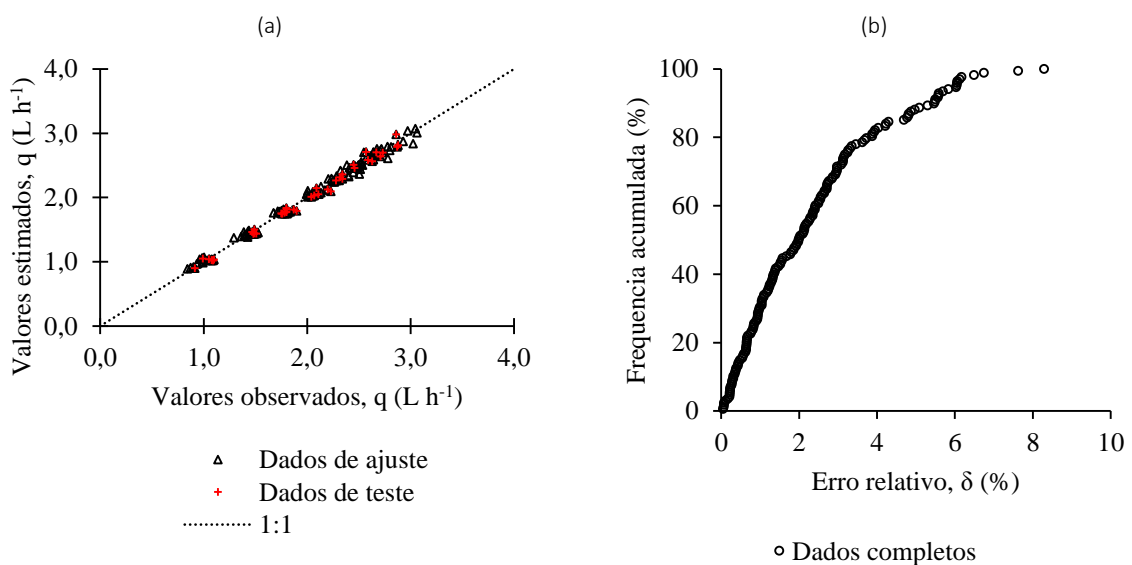 (a)
4,0
3,0
2,0
1,0
0,0
0,0 1,0 2,0 3,0 4,0
Valores estimados, q (L h⁻¹)
Valores observados, q (L h⁻¹)
Dados de ajuste
Dados de teste
1:1
(b)
100
80
60
40
20
0
0 2 4 6 8 10
Frequencia acumulada (%)
Erro relativo, δ (%)
Dados completos